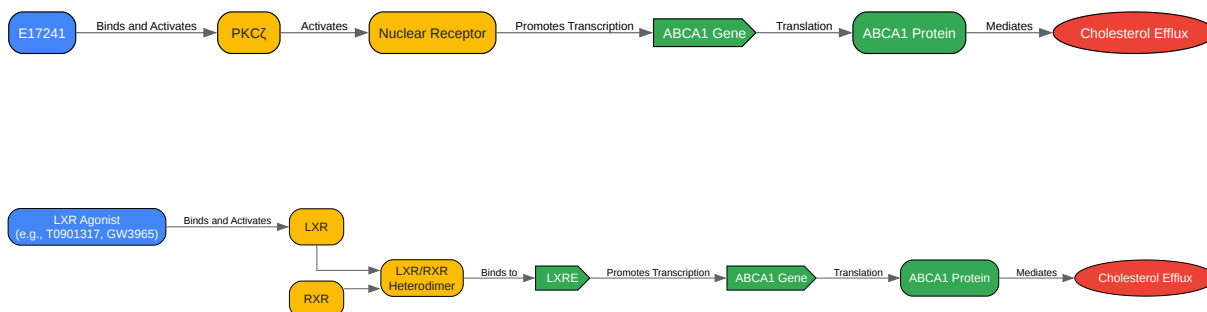 E17241
Binds and Activates
PKCζ
Activates
Nuclear Receptor
Promotes Transcription
ABCA1 Gene
Translation
ABCA1 Protein
Mediates
Cholesterol Efflux
LXR Agonist
(e.g., T0901317, GW3965)
Binds and Activates
LXR
RXR
LXR/RXR
Heterodimer
Binds to
LXRE
Promotes Transcription
ABCA1 Gene
Translation
ABCA1 Protein
Mediates
Cholesterol Efflux